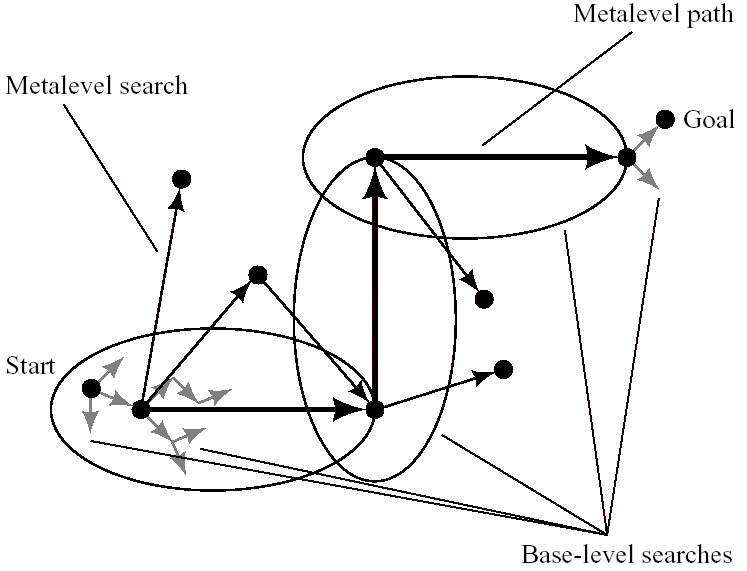 Metalevel path
Metalevel search
Goal
Start
Base-level searches